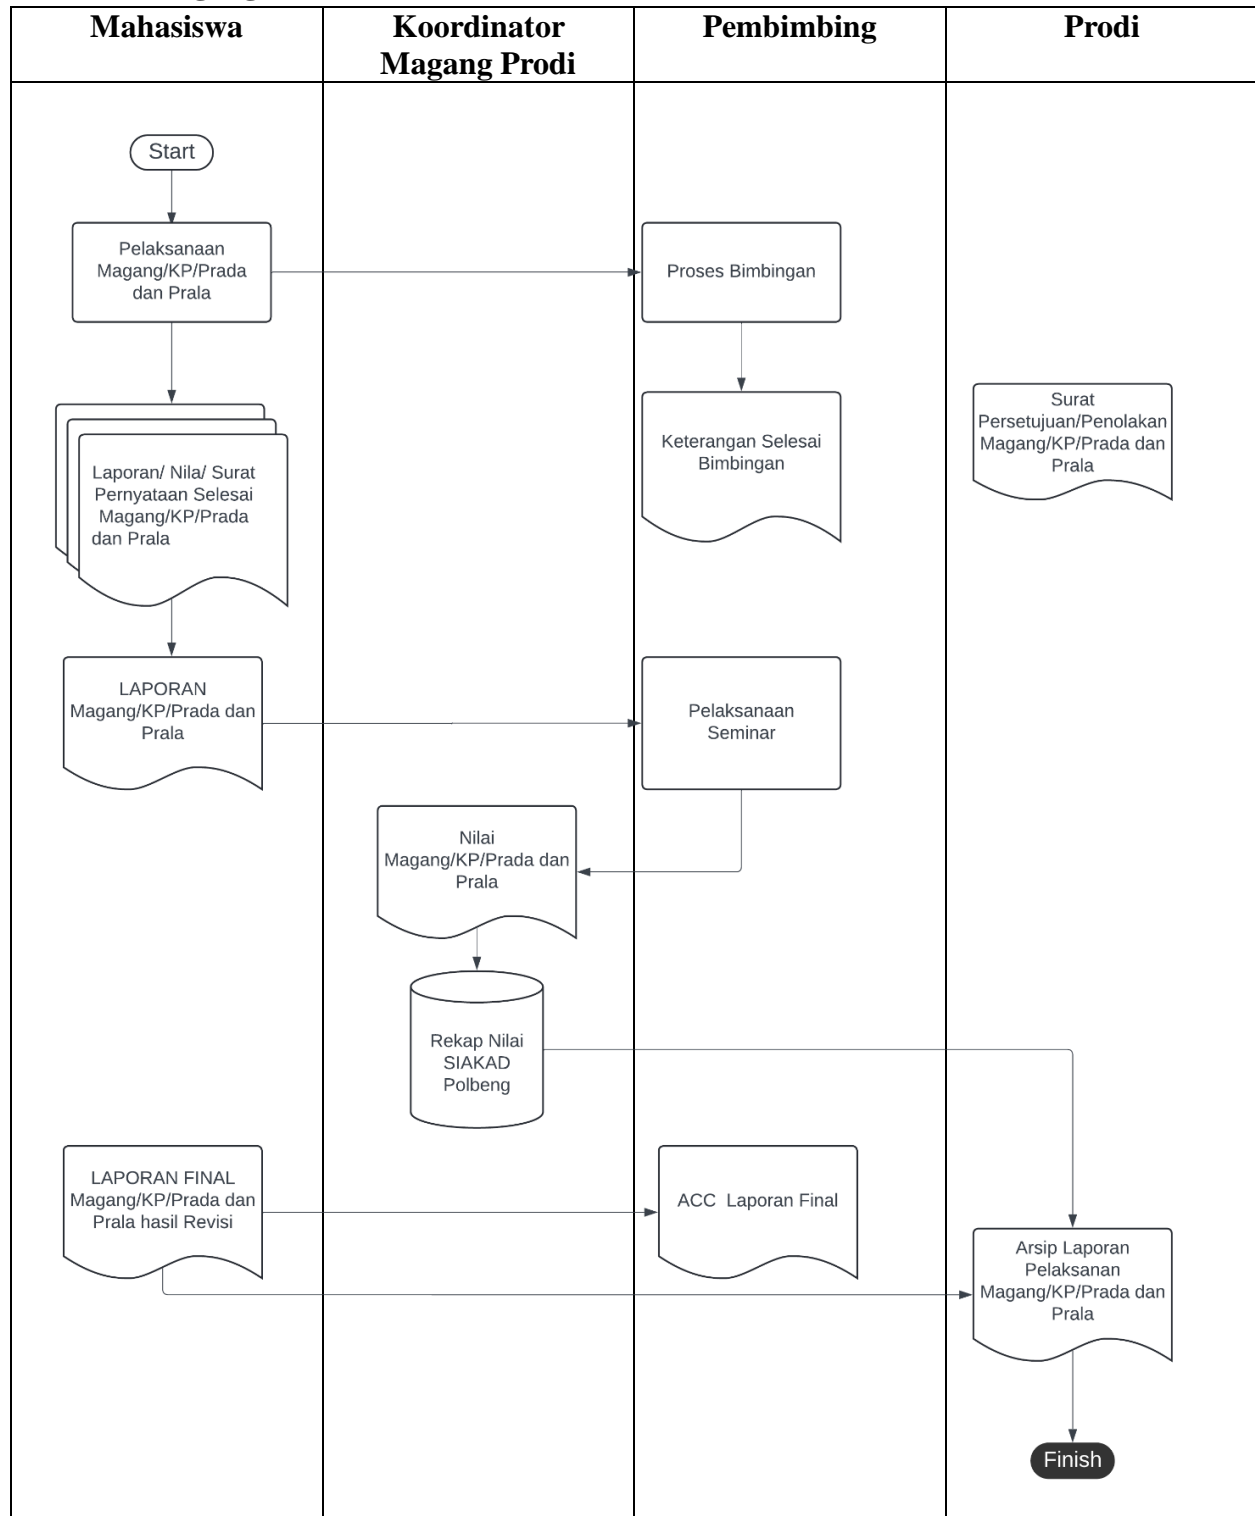 Mahasiswa
Koordinator
Magang Prodi
Pembimbing
Prodi
Start
Pelaksanaan
Magang/KP/Prada
dan Prala
Proses Bimbingan
Laporan/ Nila/ Surat
Pernyataan Selesai
Magang/KP/Prada
dan Prala
Keterangan Selesai
Bimbingan
Surat
Persetujuan/Penolakan
Magang/KP/Prada dan
Prala
LAPORAN
Magang/KP/Prada dan
Prala
Pelaksanaan
Seminar
Nilai
Magang/KP/Prada dan
Prala
Rekap Nilai
SIAKAD
Polbeng
LAPORAN FINAL
Magang/KP/Prada dan
Prala hasil Revisi
ACC  Laporan Final
Arsip Laporan
Pelaksanan
Magang/KP/Prada dan
Prala
Finish